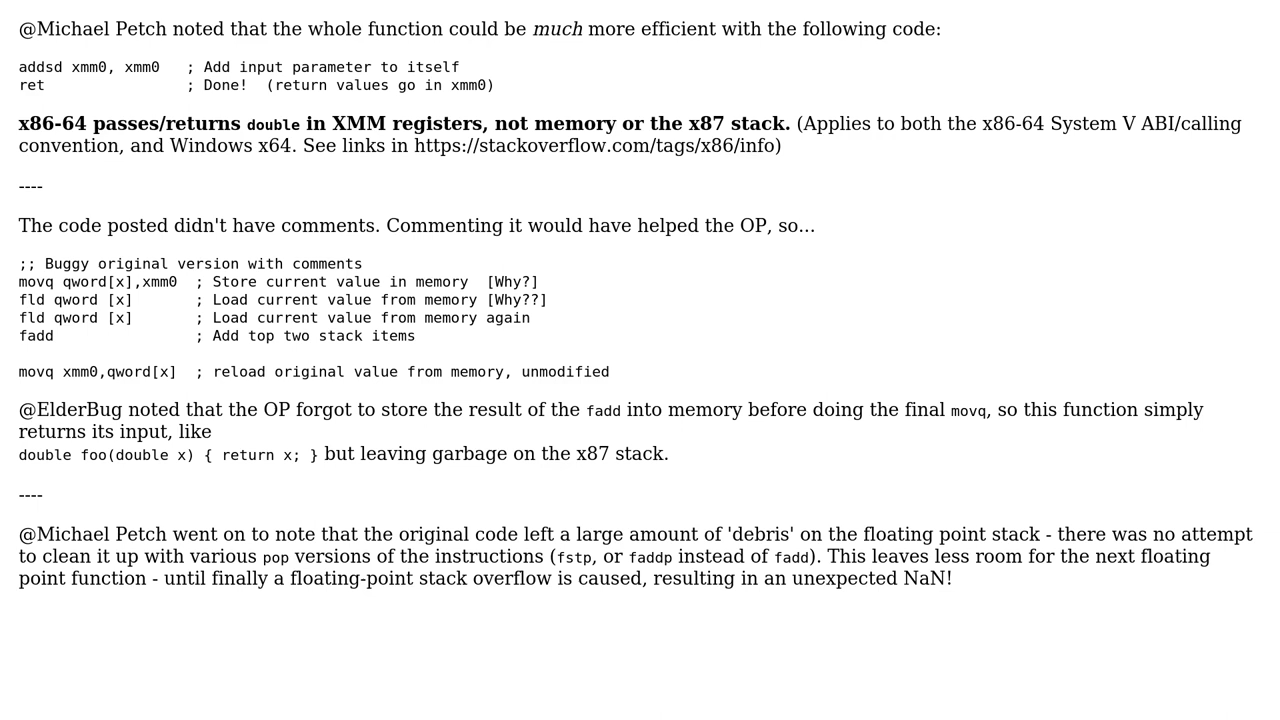 @Michael Petch noted that the whole function could be much more efficient with the following code:
addsd xmm0, xmm0   ; Add input parameter to itself
ret                ; Done!  (return values go in xmm0)
x86-64 passes/returns double in XMM registers, not memory or the x87 stack. (Applies to both the x86-64 System V ABI/calling
convention, and Windows x64. See links in https://stackoverflow.com/tags/x86/info)
----
The code posted didn't have comments. Commenting it would have helped the OP, so...
;; Buggy original version with comments
movq qword[x],xmm0  ; Store current value in memory  [Why?]
fld qword [x]       ; Load current value from memory [Why??]
fld qword [x]       ; Load current value from memory again
fadd                ; Add top two stack items
movq xmm0,qword[x]  ; reload original value from memory, unmodified
@ElderBug noted that the OP forgot to store the result of the fadd into memory before doing the final movq, so this function simply
returns its input, like
double foo(double x) { return x; } but leaving garbage on the x87 stack.
----
@Michael Petch went on to note that the original code left a large amount of 'debris' on the floating point stack - there was no attempt
to clean it up with various pop versions of the instructions (fstp, or faddp instead of fadd). This leaves less room for the next floating
point function - until finally a floating-point stack overflow is caused, resulting in an unexpected NaN!